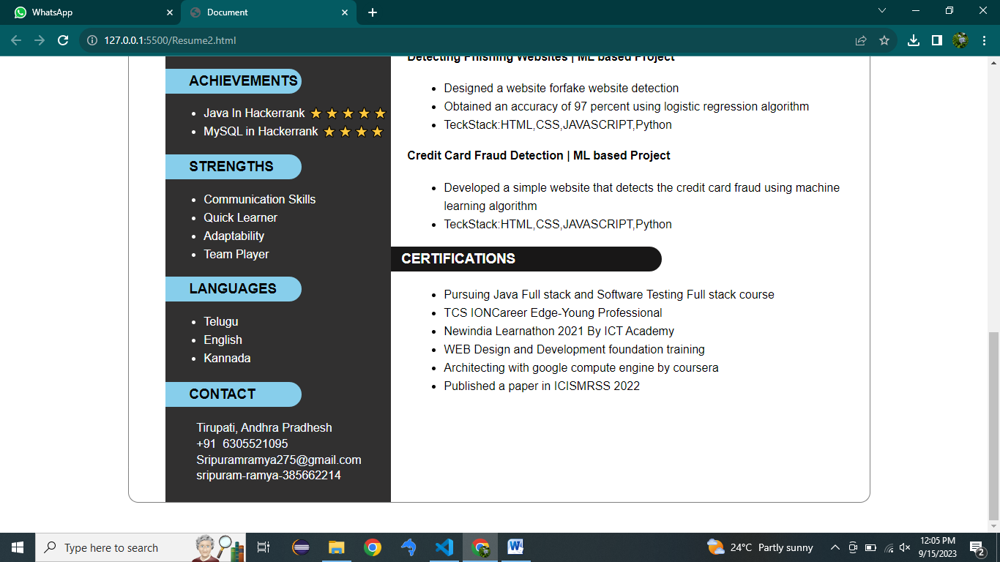 WhatsApp
Document
127.0.0.1:5500/Resume2.html
ACHIEVEMENTS
Java In Hackerrank
MySQL in Hackerrank
STRENGTHS
Communication Skills
Quick Learner
Adaptability
Team Player
LANGUAGES
Telugu
English
Kannada
CONTACT
Tirupati, Andhra Pradhesh
+91 6305521095
Sripuramramya275@gmail.com
sripuram-ramya-385662214
Detecting Phishing Websites | ML based Project
Designed a website forfake website detection
Obtained an accuracy of 97 percent using logistic regression algorithm
TeckStack:HTML,CSS,JAVASCRIPT,Python
Credit Card Fraud Detection | ML based Project
Developed a simple website that detects the credit card fraud using machine
learning algorithm
TeckStack:HTML,CSS,JAVASCRIPT,Python
CERTIFICATIONS
Pursuing Java Full stack and Software Testing Full stack course
TCS IONCareer Edge-Young Professional
Newindia Learnathon 2021 By ICT Academy
WEB Design and Development foundation training
Architecting with google compute engine by coursera
Published a paper in ICISMRSS 2022
Type here to search
24°C Partly sunny
12:05 PM
9/15/2023
2